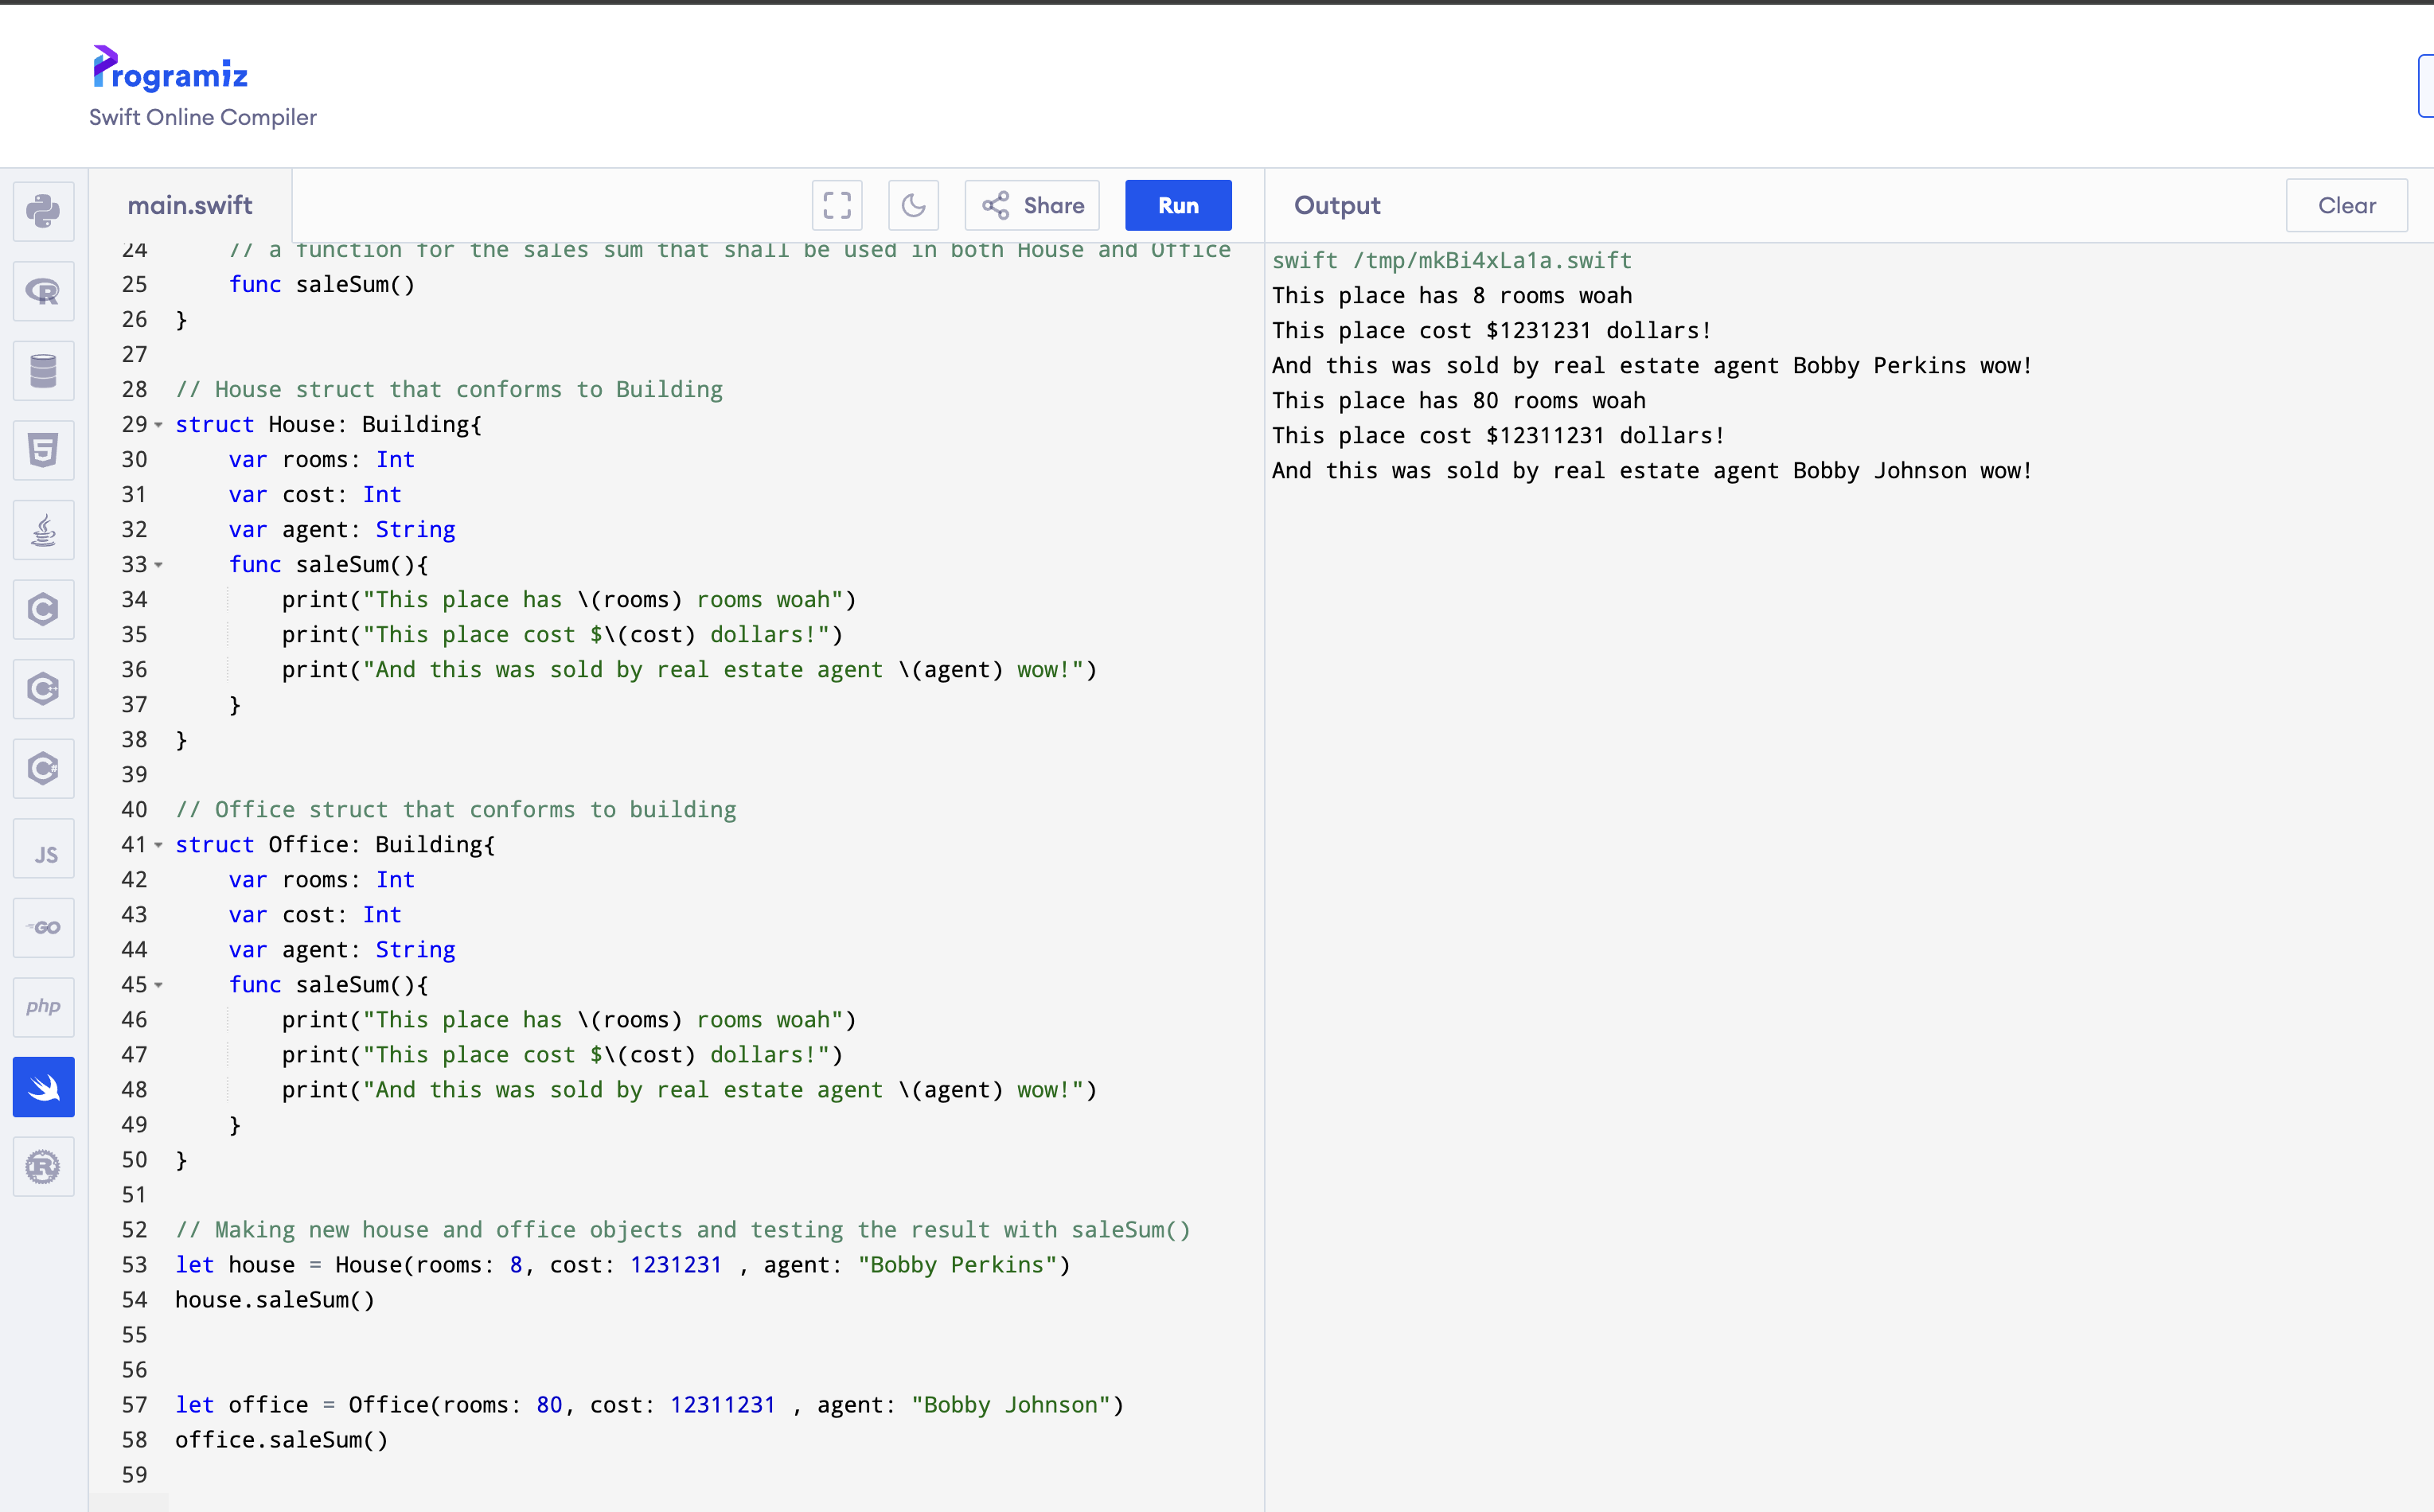 Programiz
Swift Online Compiler
main.swift
Share
Run
Output
Clear
24 // a function for the sales sum that shall be used in both House and Office
25 func saleSum()
26 }
27
28 // House struct that conforms to Building
29 struct House: Building{
30 var rooms: Int
31 var cost: Int
32 var agent: String
33 func saleSum(){
34 print("This place has \(rooms) rooms woah")
35 print("This place cost $\(cost) dollars!")
36 print("And this was sold by real estate agent \(agent) wow!")
37 }
38 }
39
40 // Office struct that conforms to building
41 struct Office: Building{
42 var rooms: Int
43 var cost: Int
44 var agent: String
45 func saleSum(){
46 print("This place has \(rooms) rooms woah")
47 print("This place cost $\(cost) dollars!")
48 print("And this was sold by real estate agent \(agent) wow!")
49 }
50 }
51
52 // Making new house and office objects and testing the result with saleSum()
53 let house = House(rooms: 8, cost: 1231231 , agent: "Bobby Perkins")
54 house.saleSum()
55
56
57 let office = Office(rooms: 80, cost: 12311231 , agent: "Bobby Johnson")
58 office.saleSum()
59
swift /tmp/mkBi4xLa1a.swift
This place has 8 rooms woah
This place cost $1231231 dollars!
And this was sold by real estate agent Bobby Perkins wow!
This place has 80 rooms woah
This place cost $12311231 dollars!
And this was sold by real estate agent Bobby Johnson wow!
R
5
C
C++
C#
JS
GO
php
R